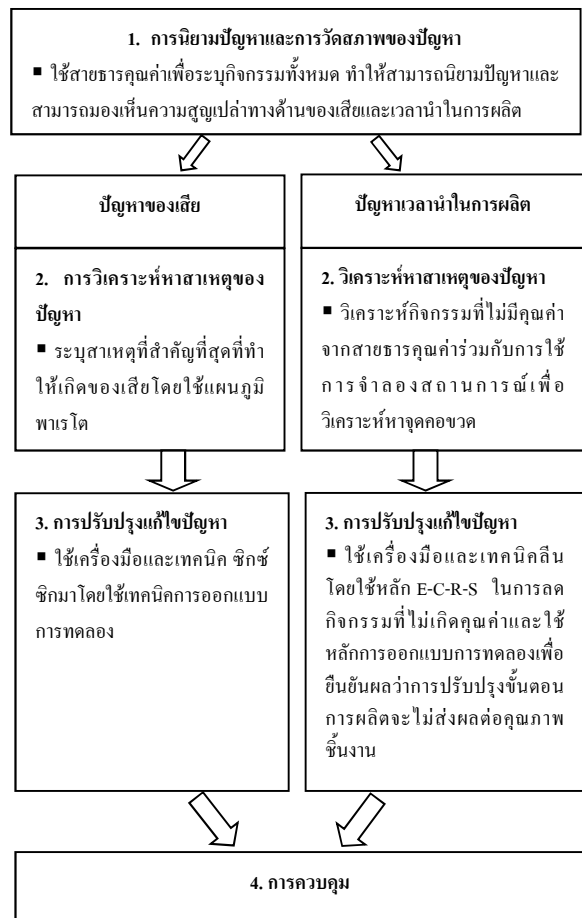 1. การนิยามปัญหาและการวัดสภาพของปัญหา
▪ ใช้สายธารคุณค่าเพื่อระบุกิจกรรมทั้งหมด ทำให้สามารถนิยามปัญหาและ
สามารถมองเห็นความสูญเปล่าทางด้านของเสียและเวลานำในการผลิต
ปัญหาของเสีย
2. การวิเคราะห์หาสาเหตุของ
ปัญหา
▪ ระบุสาเหตุที่สำคัญที่สุดที่ทำ
ให้เกิดของเสียโดยใช้แผนภูมิ
พาเรโต
3. การปรับปรุงแก้ไขปัญหา
▪ ใช้เครื่องมือและเทคนิค ซิกซ์
ซิกมาโดยใช้เทคนิคการออกแบบ
การทดลอง
ปัญหาเวลานำในการผลิต
2. วิเคราะห์หาสาเหตุของปัญหา
▪ วิเคราะห์กิจกรรมที่ไม่มีคุณค่า
จากสายธารคุณค่าร่วมกับการใช้
การจำลองสถานการณ์เพื่อ
วิเคราะห์หาจุดคอขวด
3. การปรับปรุงแก้ไขปัญหา
▪ ใช้เครื่องมือและเทคนิคลีน
โดยใช้หลัก E-C-R-S ในการลด
กิจกรรมที่ไม่เกิดคุณค่าและใช้
หลักการออกแบบการทดลองเพื่อ
ยืนยันผลว่าการปรับปรุงขั้นตอน
การผลิตจะไม่ส่งผลต่อคุณภาพ
ชิ้นงาน
4. การควบคุม